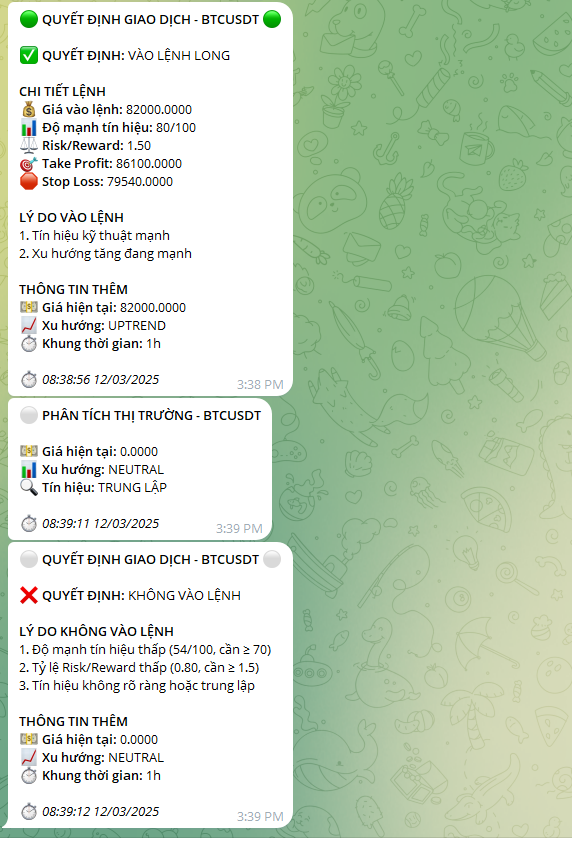 QUYẾT ĐỊNH GIAO DỊCH - BTCUSDT
QUYẾT ĐỊNH: VÀO LỆNH LONG
CHI TIẾT LỆNH
Giá vào lệnh: 82000.0000
Độ mạnh tín hiệu: 80/100
Risk/Reward: 1.50
Take Profit: 86100.0000
Stop Loss: 79540.0000
LÝ DO VÀO LỆNH
1. Tín hiệu kỹ thuật mạnh
2. Xu hướng tăng đang mạnh
THÔNG TIN THÊM
Giá hiện tại: 82000.0000
Xu hướng: UPTREND
Khung thời gian: 1h
08:38:56 12/03/2025
3:38 PM
PHÂN TÍCH THỊ TRƯỜNG - BTCUSDT
Giá hiện tại: 0.0000
Xu hướng: NEUTRAL
Tín hiệu: TRUNG LẬP
08:39:11 12/03/2025
3:39 PM
QUYẾT ĐỊNH GIAO DỊCH - BTCUSDT
QUYẾT ĐỊNH: KHÔNG VÀO LỆNH
LÝ DO KHÔNG VÀO LỆNH
1. Độ mạnh tín hiệu thấp (54/100, cần ≥ 70)
2. Tỷ lệ Risk/Reward thấp (0.80, cần ≥ 1.5)
3. Tín hiệu không rõ ràng hoặc trung lập
THÔNG TIN THÊM
Giá hiện tại: 0.0000
Xu hướng: NEUTRAL
Khung thời gian: 1h
08:39:12 12/03/2025
3:39 PM